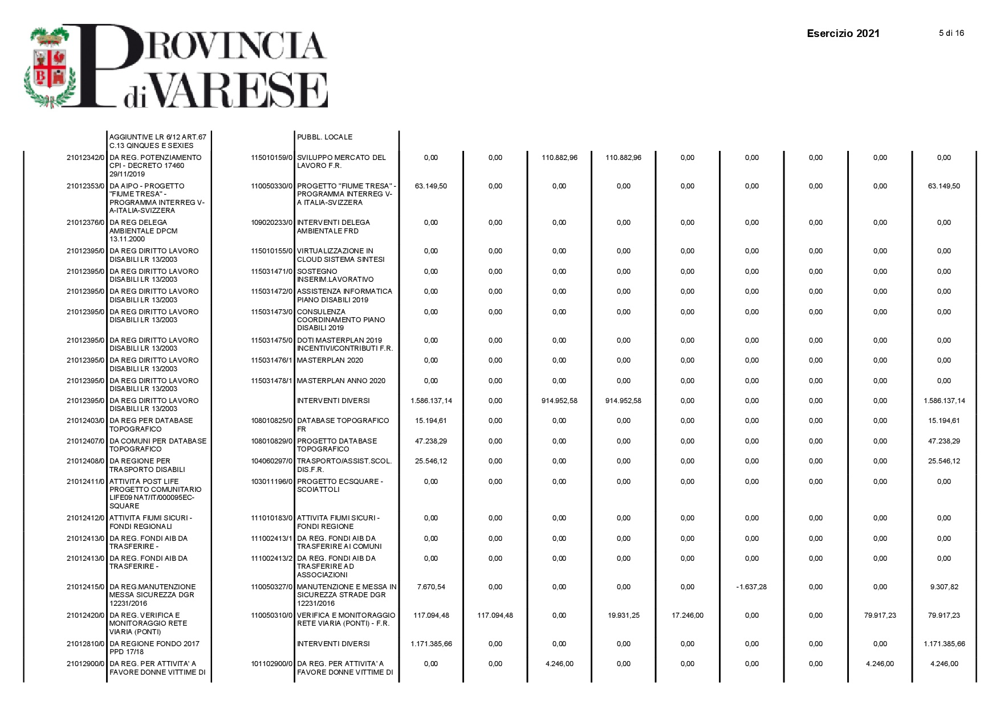 PROVINCIA
di VARESE
B
Esercizio 2021 5 di 16
AGGIUNTIVE LR 6/12 ART.67 PUBBL. LOCALE
C.13 QINQUES E SEXIES
21012342/0 DA REG. POTENZIAMENTO 115010159/0 SVILUPPO MERCATO DEL 0,00 0,00 110.882,96 110.882,96 0,00 0,00 0,00 0,00 0,00
CPI - DECRETO 17460 LAVORO F.R.
29/11/2019
21012353/0 DA AIPO - PROGETTO 110050330/0 PROGETTO "FIUME TRESA" - 63.149,50 0,00 0,00 0,00 0,00 0,00 0,00 0,00 63.149,50
"FIUME TRESA" - PROGRAMMA INTERREG V-
PROGRAMMA INTERREG V- A ITALIA-SVIZZERA
A-ITALIA-SVIZZERA
21012376/0 DA REG DELEGA 109020233/0 INTERVENTI DELEGA 0,00 0,00 0,00 0,00 0,00 0,00 0,00 0,00 0,00
AMBIENTALE DPCM AMBIENTALE FRD
13.11.2000
21012395/0 DA REG DIRITTO LAVORO 115010155/0 VIRTUALIZZAZIONE IN 0,00 0,00 0,00 0,00 0,00 0,00 0,00 0,00 0,00
DISABILI LR 13/2003 CLOUD SISTEMA SINTESI
21012395/0 DA REG DIRITTO LAVORO 115031471/0 SOSTEGNO 0,00 0,00 0,00 0,00 0,00 0,00 0,00 0,00 0,00
DISABILI LR 13/2003 INSERIM.LAVORATIVO
21012395/0 DA REG DIRITTO LAVORO 115031472/0 ASSISTENZA INFORMATICA 0,00 0,00 0,00 0,00 0,00 0,00 0,00 0,00 0,00
DISABILI LR 13/2003 PIANO DISABILI 2019
21012395/0 DA REG DIRITTO LAVORO 115031473/0 CONSULENZA 0,00 0,00 0,00 0,00 0,00 0,00 0,00 0,00 0,00
DISABILI LR 13/2003 COORDINAMENTO PIANO
DISABILI 2019
21012395/0 DA REG DIRITTO LAVORO 115031475/0 DOTI MASTERPLAN 2019 0,00 0,00 0,00 0,00 0,00 0,00 0,00 0,00 0,00
DISABILI LR 13/2003 INCENTIVI/CONTRIBUTI F.R.
21012395/0 DA REG DIRITTO LAVORO 115031476/1 MASTERPLAN 2020 0,00 0,00 0,00 0,00 0,00 0,00 0,00 0,00 0,00
DISABILI LR 13/2003
21012395/0 DA REG DIRITTO LAVORO 115031478/1 MASTERPLAN ANNO 2020 0,00 0,00 0,00 0,00 0,00 0,00 0,00 0,00 0,00
DISABILI LR 13/2003
21012395/0 DA REG DIRITTO LAVORO INTERVENTI DIVERSI 1.586.137,14 0,00 914.952,58 914.952,58 0,00 0,00 0,00 0,00 1.586.137,14
DISABILI LR 13/2003
21012403/0 DA REG PER DATABASE 108010825/0 DATABASE TOPOGRAFICO 15.194,61 0,00 0,00 0,00 0,00 0,00 0,00 0,00 15.194,61
TOPOGRAFICO FR
21012407/0 DA COMUNI PER DATABASE 108010829/0 PROGETTO DATABASE 47.238,29 0,00 0,00 0,00 0,00 0,00 0,00 0,00 47.238,29
TOPOGRAFICO TOPOGRAFICO
21012408/0 DA REGIONE PER 104060297/0 TRASPORTO/ASSIST.SCOL. 25.546,12 0,00 0,00 0,00 0,00 0,00 0,00 0,00 25.546,12
TRASPORTO DISABILI DIS.F.R.
21012411/0 ATTIVITA POST LIFE 103011196/0 PROGETTO ECSQUARE - 0,00 0,00 0,00 0,00 0,00 0,00 0,00 0,00 0,00
PROGETTO COMUNITARIO SCOIATTOLI
LIFE09 NAT/IT/000095EC-
SQUARE
21012412/0 ATTIVITA FIUMI SICURI - 111010183/0 ATTIVITA FIUMI SICURI - 0,00 0,00 0,00 0,00 0,00 0,00 0,00 0,00 0,00
FONDI REGIONALI FONDI REGIONE
21012413/0 DA REG. FONDI AIB DA 111002413/1 DA REG. FONDI AIB DA 0,00 0,00 0,00 0,00 0,00 0,00 0,00 0,00 0,00
TRASFERIRE - TRASFERIRE AI COMUNI
21012413/0 DA REG. FONDI AIB DA 111002413/2 DA REG. FONDI AIB DA 0,00 0,00 0,00 0,00 0,00 0,00 0,00 0,00 0,00
TRASFERIRE - TRASFERIRE AD
ASSOCIAZIONI
21012415/0 DA REG.MANUTENZIONE 110050327/0 MANUTENZIONE E MESSA IN 7.670,54 0,00 0,00 0,00 0,00 -1.637,28 0,00 0,00 9.307,82
MESSA SICUREZZA DGR SICUREZZA STRADE DGR
12231/2016 12231/2016
21012420/0 DA REG. VERIFICA E 110050310/0 VERIFICA E MONITORAGGIO 117.094,48 117.094,48 0,00 19.931,25 17.246,00 0,00 0,00 79.917,23 79.917,23
MONITORAGGIO RETE RETE VIARIA (PONTI) - F.R.
VIARIA (PONTI)
21012810/0 DA REGIONE FONDO 2017 INTERVENTI DIVERSI 1.171.385,66 0,00 0,00 0,00 0,00 0,00 0,00 0,00 1.171.385,66
PPD 17/18
21012900/0 DA REG. PER ATTIVITA' A 101102900/0 DA REG. PER ATTIVITA' A 0,00 0,00 4.246,00 0,00 0,00 0,00 0,00 4.246,00 4.246,00
FAVORE DONNE VITTIME DI FAVORE DONNE VITTIME DI